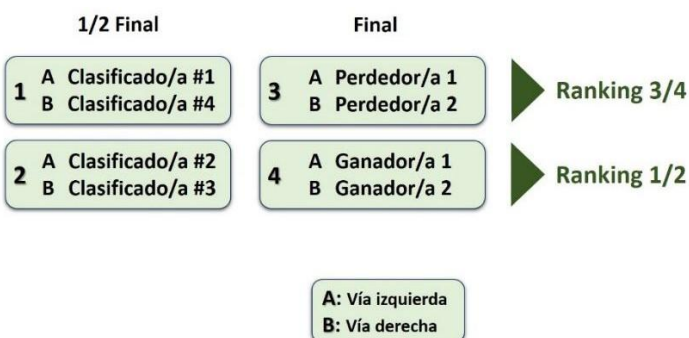 1/2 Final
Final
1
A Clasificado/a #1
B Clasificado/a #4
3
A Perdedor/a 1
B Perdedor/a 2
Ranking 3/4
2
A Clasificado/a #2
B Clasificado/a #3
4
A Ganador/a 1
B Ganador/a 2
Ranking 1/2
A: Vía izquierda
B: Vía derecha